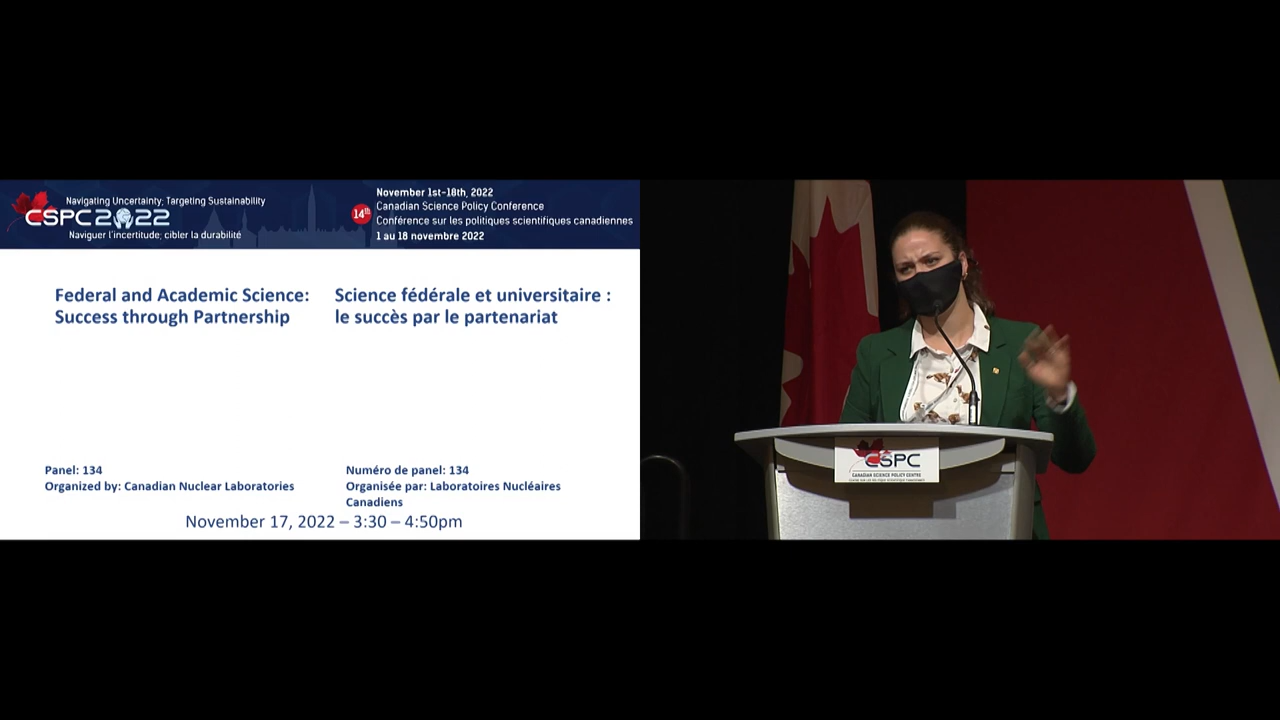 Navigating Uncertainty; Targeting Sustainability
CSPC 2022
Naviguer l'incertitude; cibler la durabilité
14th
November 1st-18th, 2022
Canadian Science Policy Conference
Conférence sur les politiques scientifiques canadiennes
1 au 18 novembre 2022
Federal and Academic Science:
Success through Partnership
Science fédérale et universitaire :
le succès par le partenariat
Panel: 134
Organized by: Canadian Nuclear Laboratories
Numéro de panel: 134
Organisée par: Laboratoires Nucléaires
Canadiens
November 17, 2022 – 3:30 – 4:50pm
CSPC
CANADIAN SCIENCE POLICY CENTRE